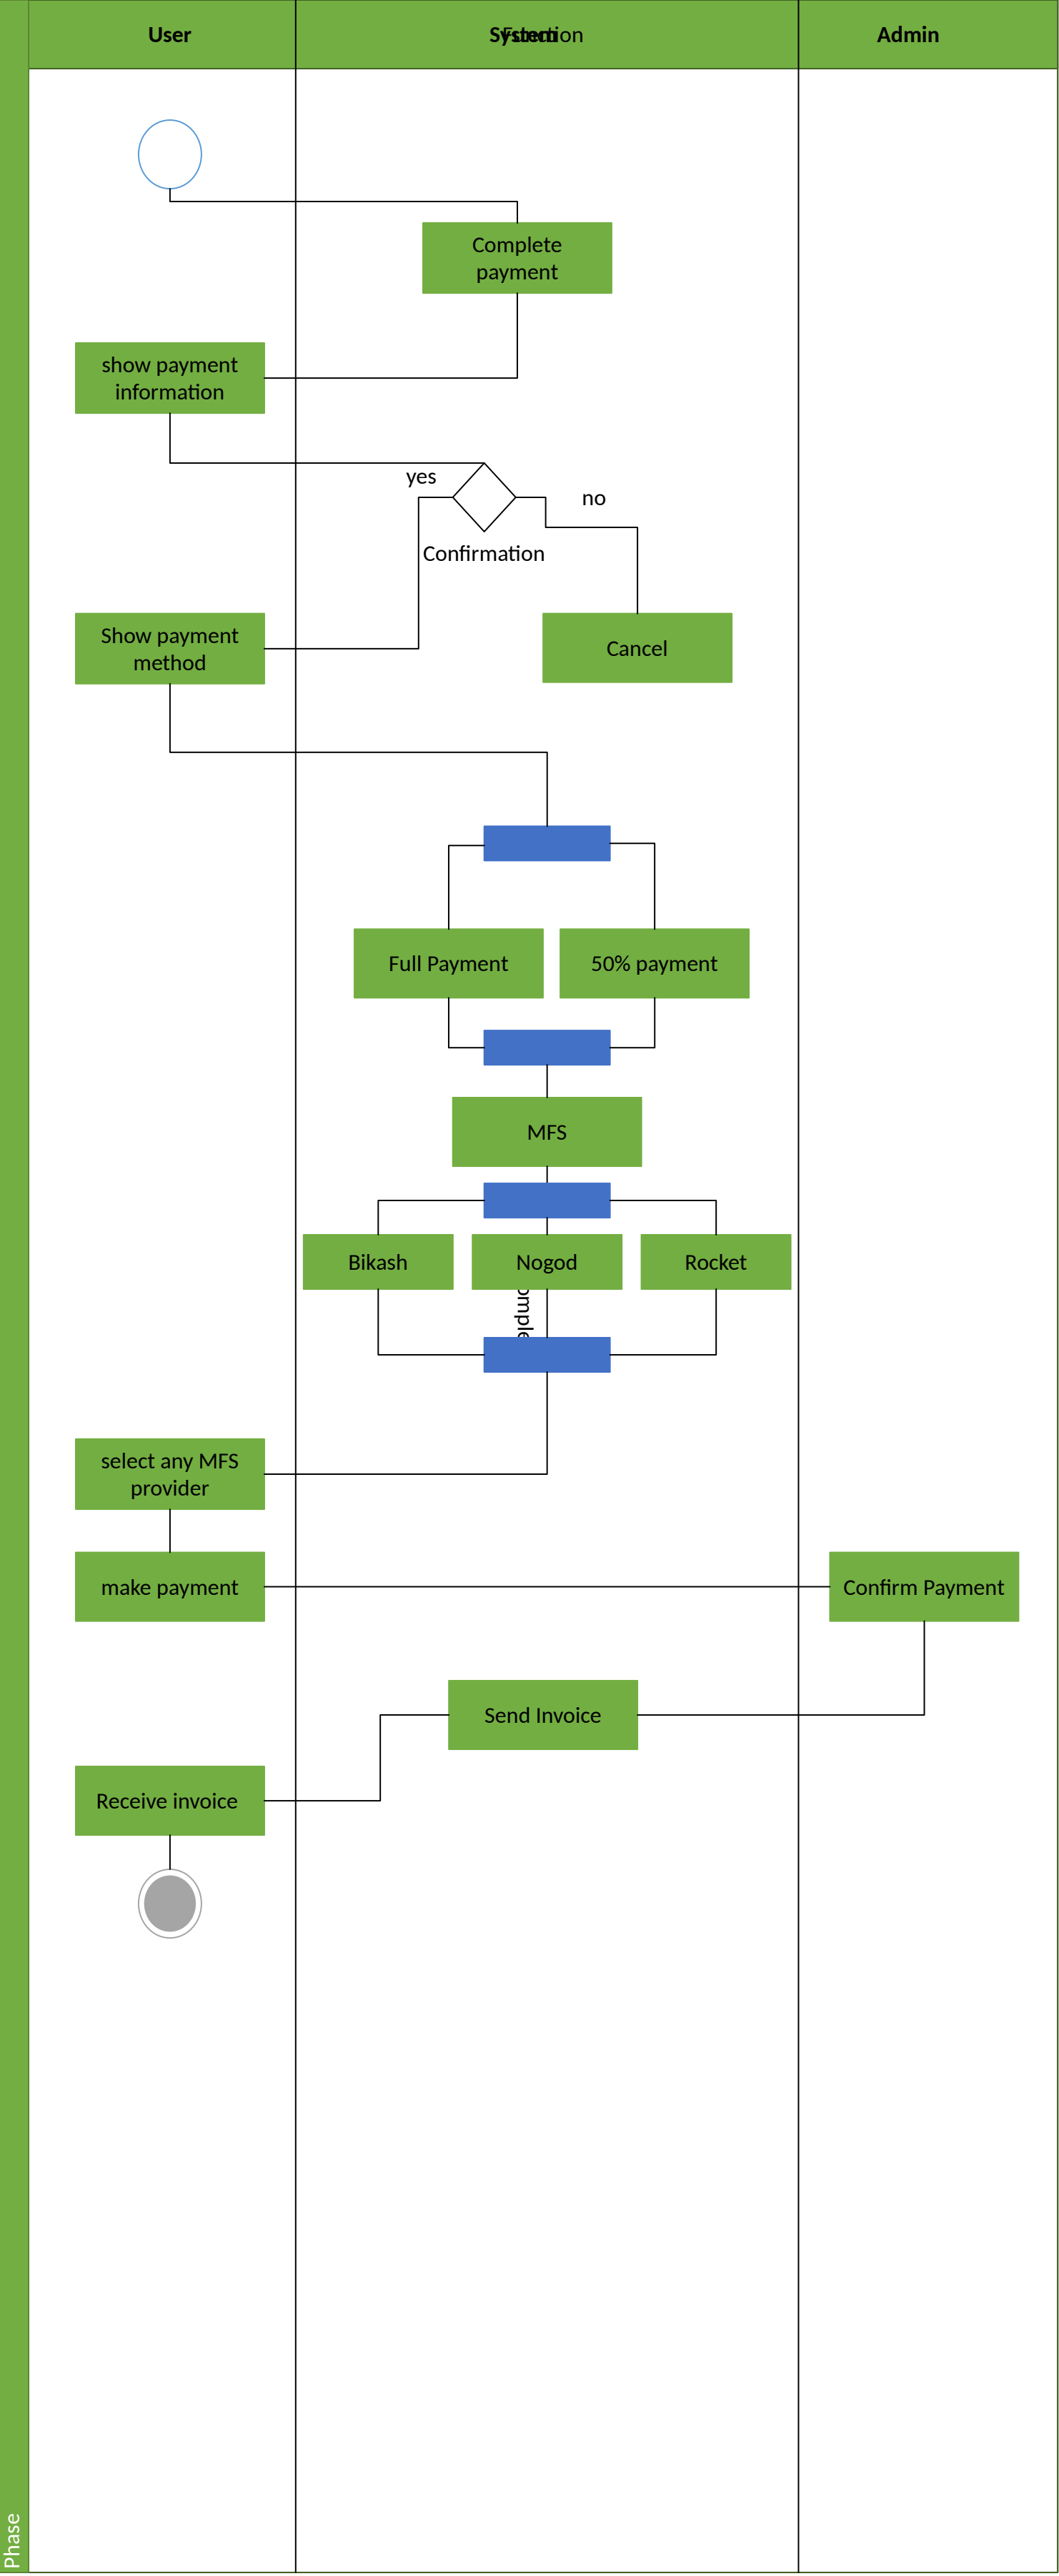 User
System
Admin
Complete
payment
show payment
information
yes
no
Confirmation
Show payment
method
Cancel
Full Payment
50% payment
MFS
Bikash
Nogod
Rocket
select any MFS
provider
make payment
Confirm Payment
Send Invoice
Receive invoice
Phase